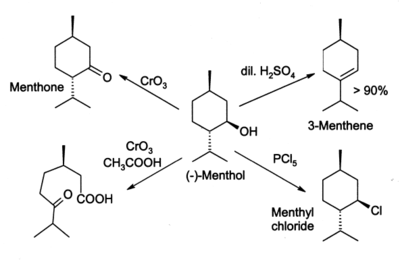 Menthone
O
CrO₃
dil. H₂SO₄
> 90%
3-Menthene
OH
(-)-Menthol
CrO₃
CH₃COOH
PCl₅
O
COOH
Menthyl
chloride
Cl